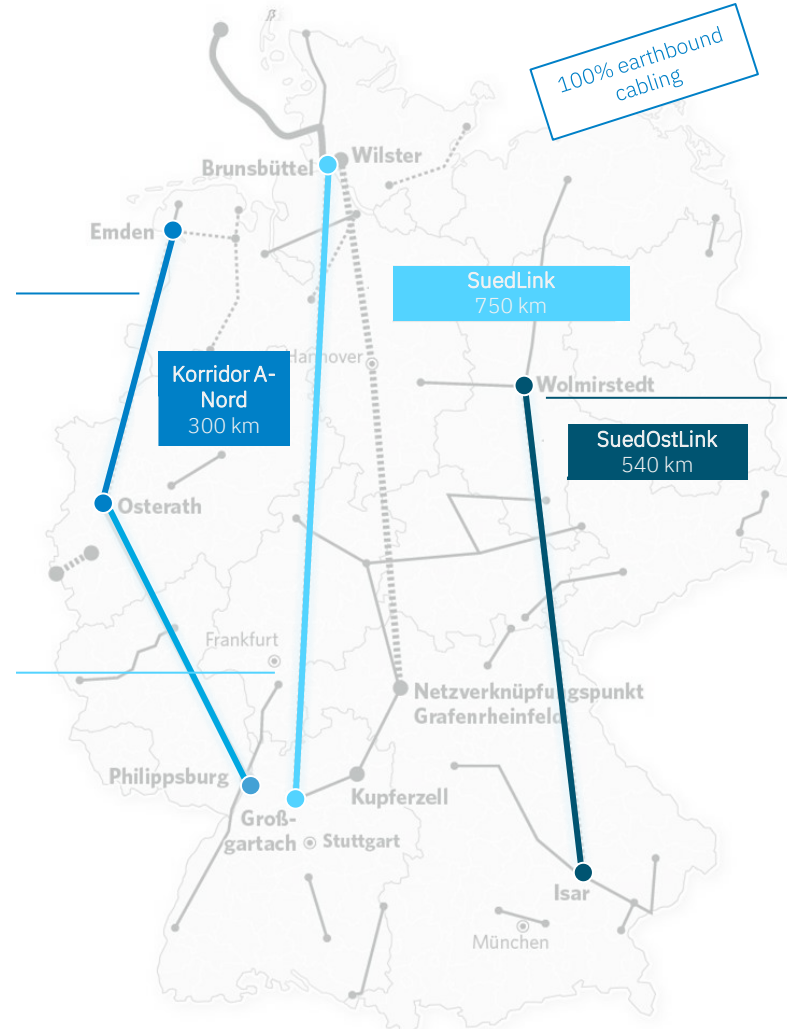 100% earthbound
cabling
Wilster
Brunsbüttel
Emden
SuedLink
750 km
Hannover
Korridor A-
Nord
300 km
Wolmirstedt
SuedOstLink
540 km
Osterath
Frankfurt
Netzverknüpfungspunkt
Grafenrheinfeld
Philippsburg
Kupferzell
Groß-
gartach
Stuttgart
Isar
München